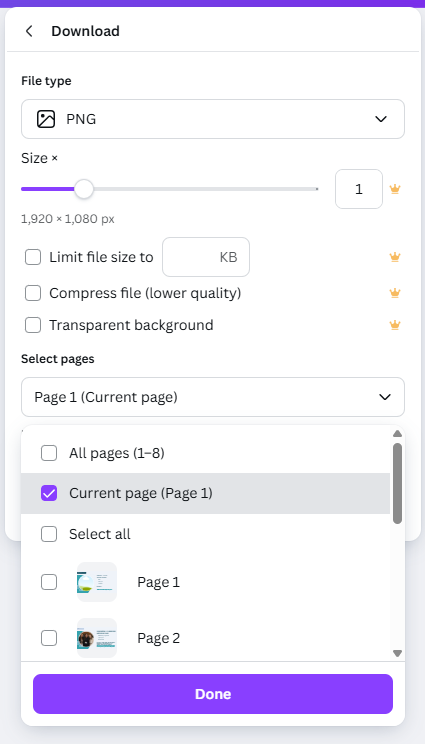 Download
File type
PNG
Size ×
1
1,920 × 1,080 px
Limit file size to KB
Compress file (lower quality)
Transparent background
Select pages
Page 1 (Current page)
All pages (1–8)
Current page (Page 1)
Select all
Page 1
Page 2
Done